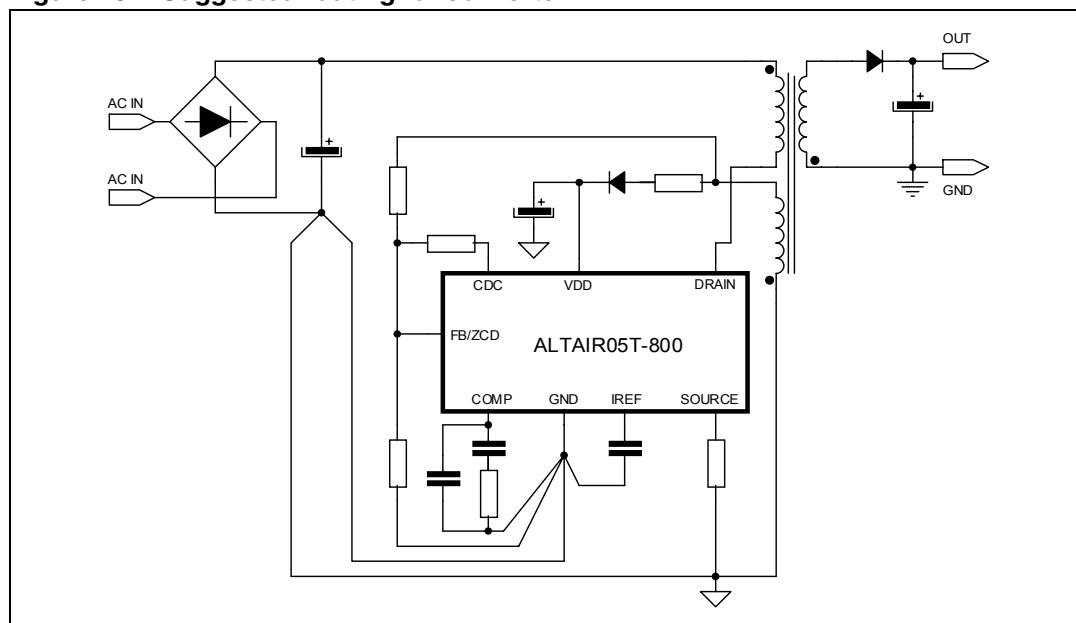 OUT
AC IN
AC IN
GND
CDC
VDD
DRAIN
FB/ZCD
ALTAIR05T-800
COMP
GND
IREF
SOURCE